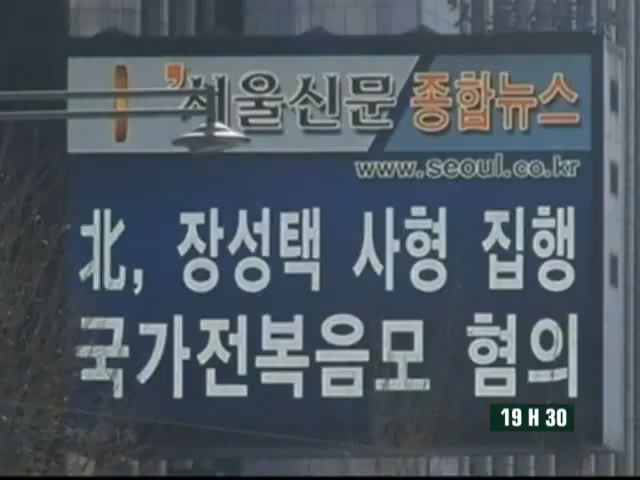 서울신문 종합뉴스
www.seoul.co.kr
北, 장성택 사형 집행
국가전복음모 혐의
19 H 30